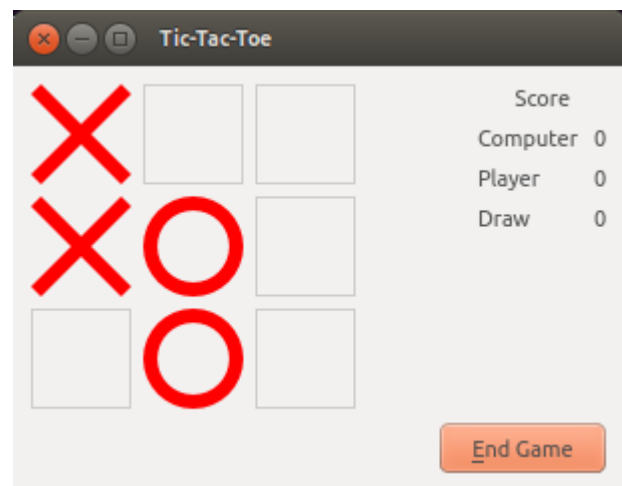 Tic-Tac-Toe
Score
Computer 0
Player 0
Draw 0
End Game